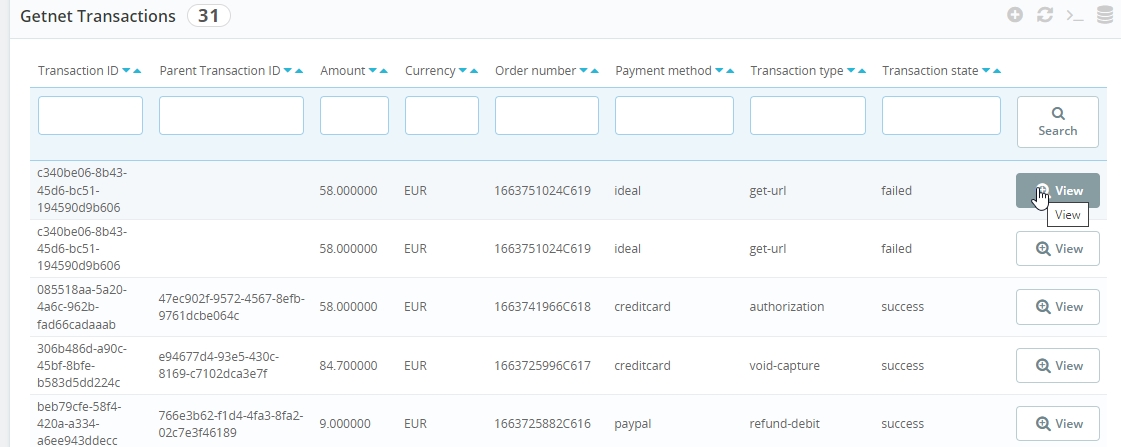 Getnet Transactions 31
Transaction ID Parent Transaction ID Amount Currency Order number Payment method Transaction type Transaction state
Search
c340be06-8b43-
45d6-bc51- 58.000000 EUR 1663751024C619 ideal get-url failed View
194590d9b606
View
c340be06-8b43-
45d6-bc51- 58.000000 EUR 1663751024C619 ideal get-url failed View
194590d9b606
085518aa-5a20-
4a6c-962b- 47ec902f-9572-4567-8efb- 58.000000 EUR 1663741966C618 creditcard authorization success View
fad66cadaaab 9761dcbe064c
306b486d-a90c-
45bf-8bfe- e94677d4-93e5-430c- 84.700000 EUR 1663725996C617 creditcard void-capture success View
b583d5dd224c 8169-c7102dca3e7f
beb79cfe-58f4-
420a-a334- 766e3b62-f1d4-4fa3-8fa2- 9.000000 EUR 1663725882C616 paypal refund-debit success View
a6ee943ddecc 02c7e3f46189